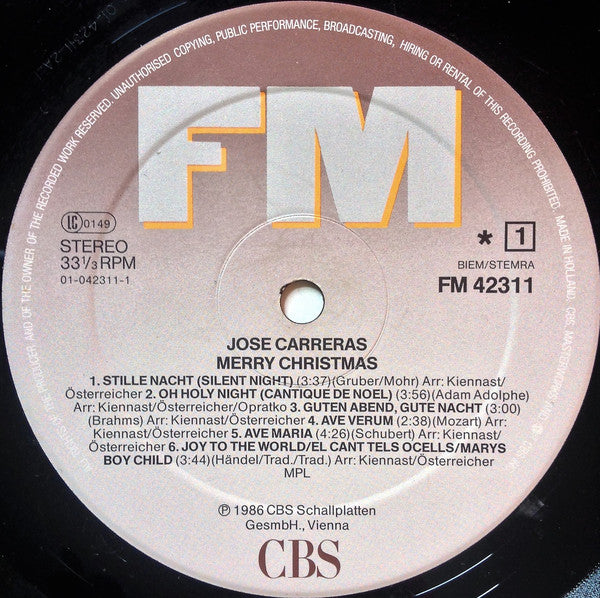 UNAUTHORISED COPYING, PUBLIC PERFORMANCE, BROADCASTING, HIRING OR RENTAL OF THIS RECORDING PROHIBITED. MADE IN HOLLAND. CBS,
AND OF THE OWNER OF THE RECORDED WORK RESERVED.
FM
LC 0149
STEREO
33 1/3 RPM
01-042311-1
* 1
BIEM/STEMRA
FM 42311
JOSE CARRERAS
MERRY CHRISTMAS
1. STILLE NACHT (SILENT NIGHT) (3:37)(Gruber/Mohr) Arr: Kiennast/
Österreicher 2. OH HOLY NIGHT (CANTIQUE DE NOEL) (3:56)(Adam Adolphe)
Arr: Kiennast/Österreicher/Opratko 3. GUTEN ABEND, GUTE NACHT (3:00)
(Brahms) Arr: Kiennast/Österreicher 4. AVE VERUM (2:38)(Mozart) Arr:
Kiennast/Österreicher 5. AVE MARIA (4:26)(Schubert) Arr: Kiennast/
Österreicher 6. JOY TO THE WORLD/EL CANT TELS OCELLS/MARYS
BOY CHILD (3:44)(Händel/Trad./Trad.) Arr: Kiennast/Österreicher
MPL
℗ 1986 CBS Schallplatten
GesmbH., Vienna
CBS